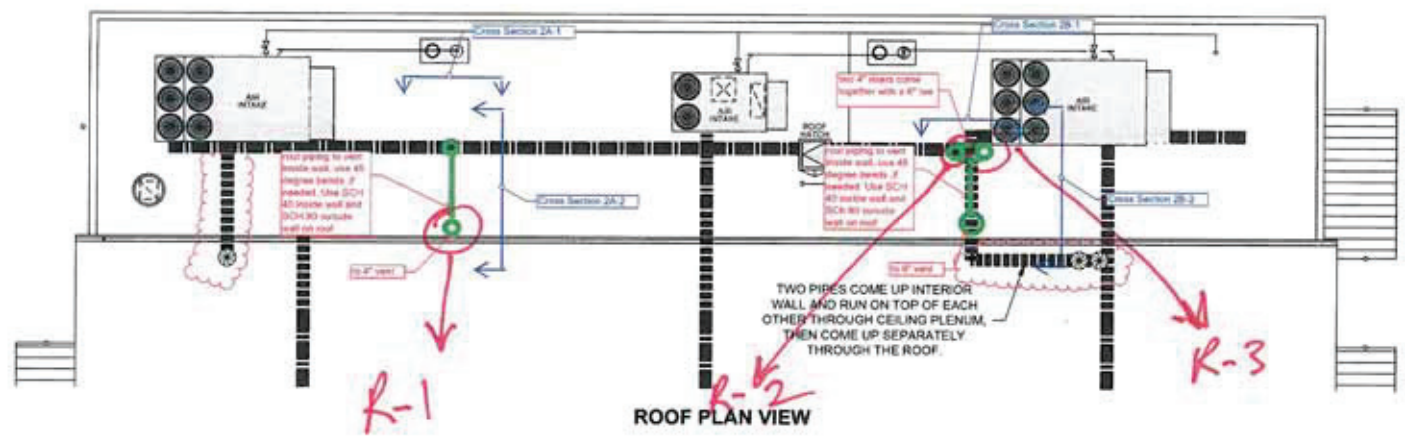 Cross Section 2A-1
Cross Section 2B-1
two 4" risers come
together with a 6" tee
AIR
INTAKE
AIR
INTAKE
AIR
INTAKE
ROOF
HATCH
roof piping to vent
inside wall, use 45
degree bends, if
needed. Use SCH
40 inside wall and
SCH 80 outside
wall on roof
roof piping to vent
inside wall, use 45
degree bends, if
needed. Use SCH
40 inside wall and
SCH 80 outside
wall on roof
Cross Section 2A-2
Cross Section 2B-2
to 4" vent
to 6" vent
TWO PIPES COME UP INTERIOR
WALL AND RUN ON TOP OF EACH
OTHER THROUGH CEILING PLENUM,
THEN COME UP SEPARATELY
THROUGH THE ROOF.
R-1
R-2
R-3
ROOF PLAN VIEW